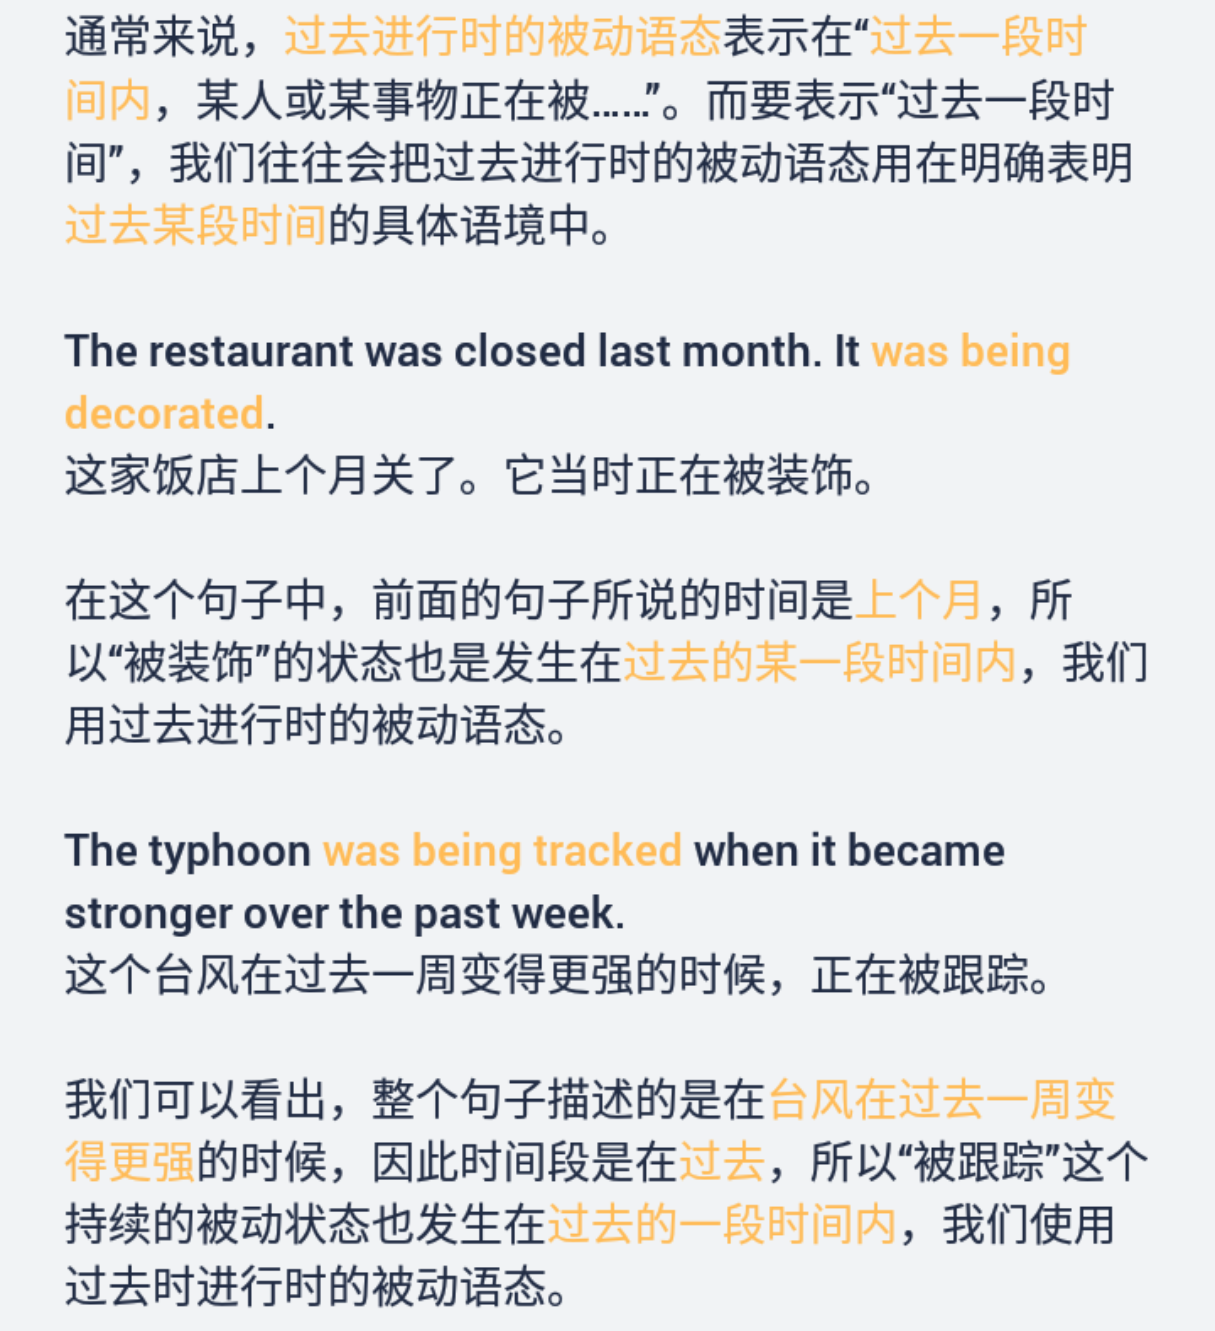 通常来说，过去进行时的被动语态表示在“过去一段时
间内，某人或某事物正在被……”。而要表示“过去一段时
间”，我们往往会把过去进行时的被动语态用在明确表明
过去某段时间的具体语境中。
The restaurant was closed last month. It was being
decorated.
这家饭店上个月关了。它当时正在被装饰。
在这个句子中，前面的句子所说的时间是上个月，所
以“被装饰”的状态也是发生在过去的某一段时间内，我们
用过去进行时的被动语态。
The typhoon was being tracked when it became
stronger over the past week.
这个台风在过去一周变得更强的时候，正在被跟踪。
我们可以看出，整个句子描述的是在台风在过去一周变
得更强的时候，因此时间段是在过去，所以“被跟踪”这个
持续的被动状态也发生在过去的一段时间内，我们使用
过去时进行时的被动语态。